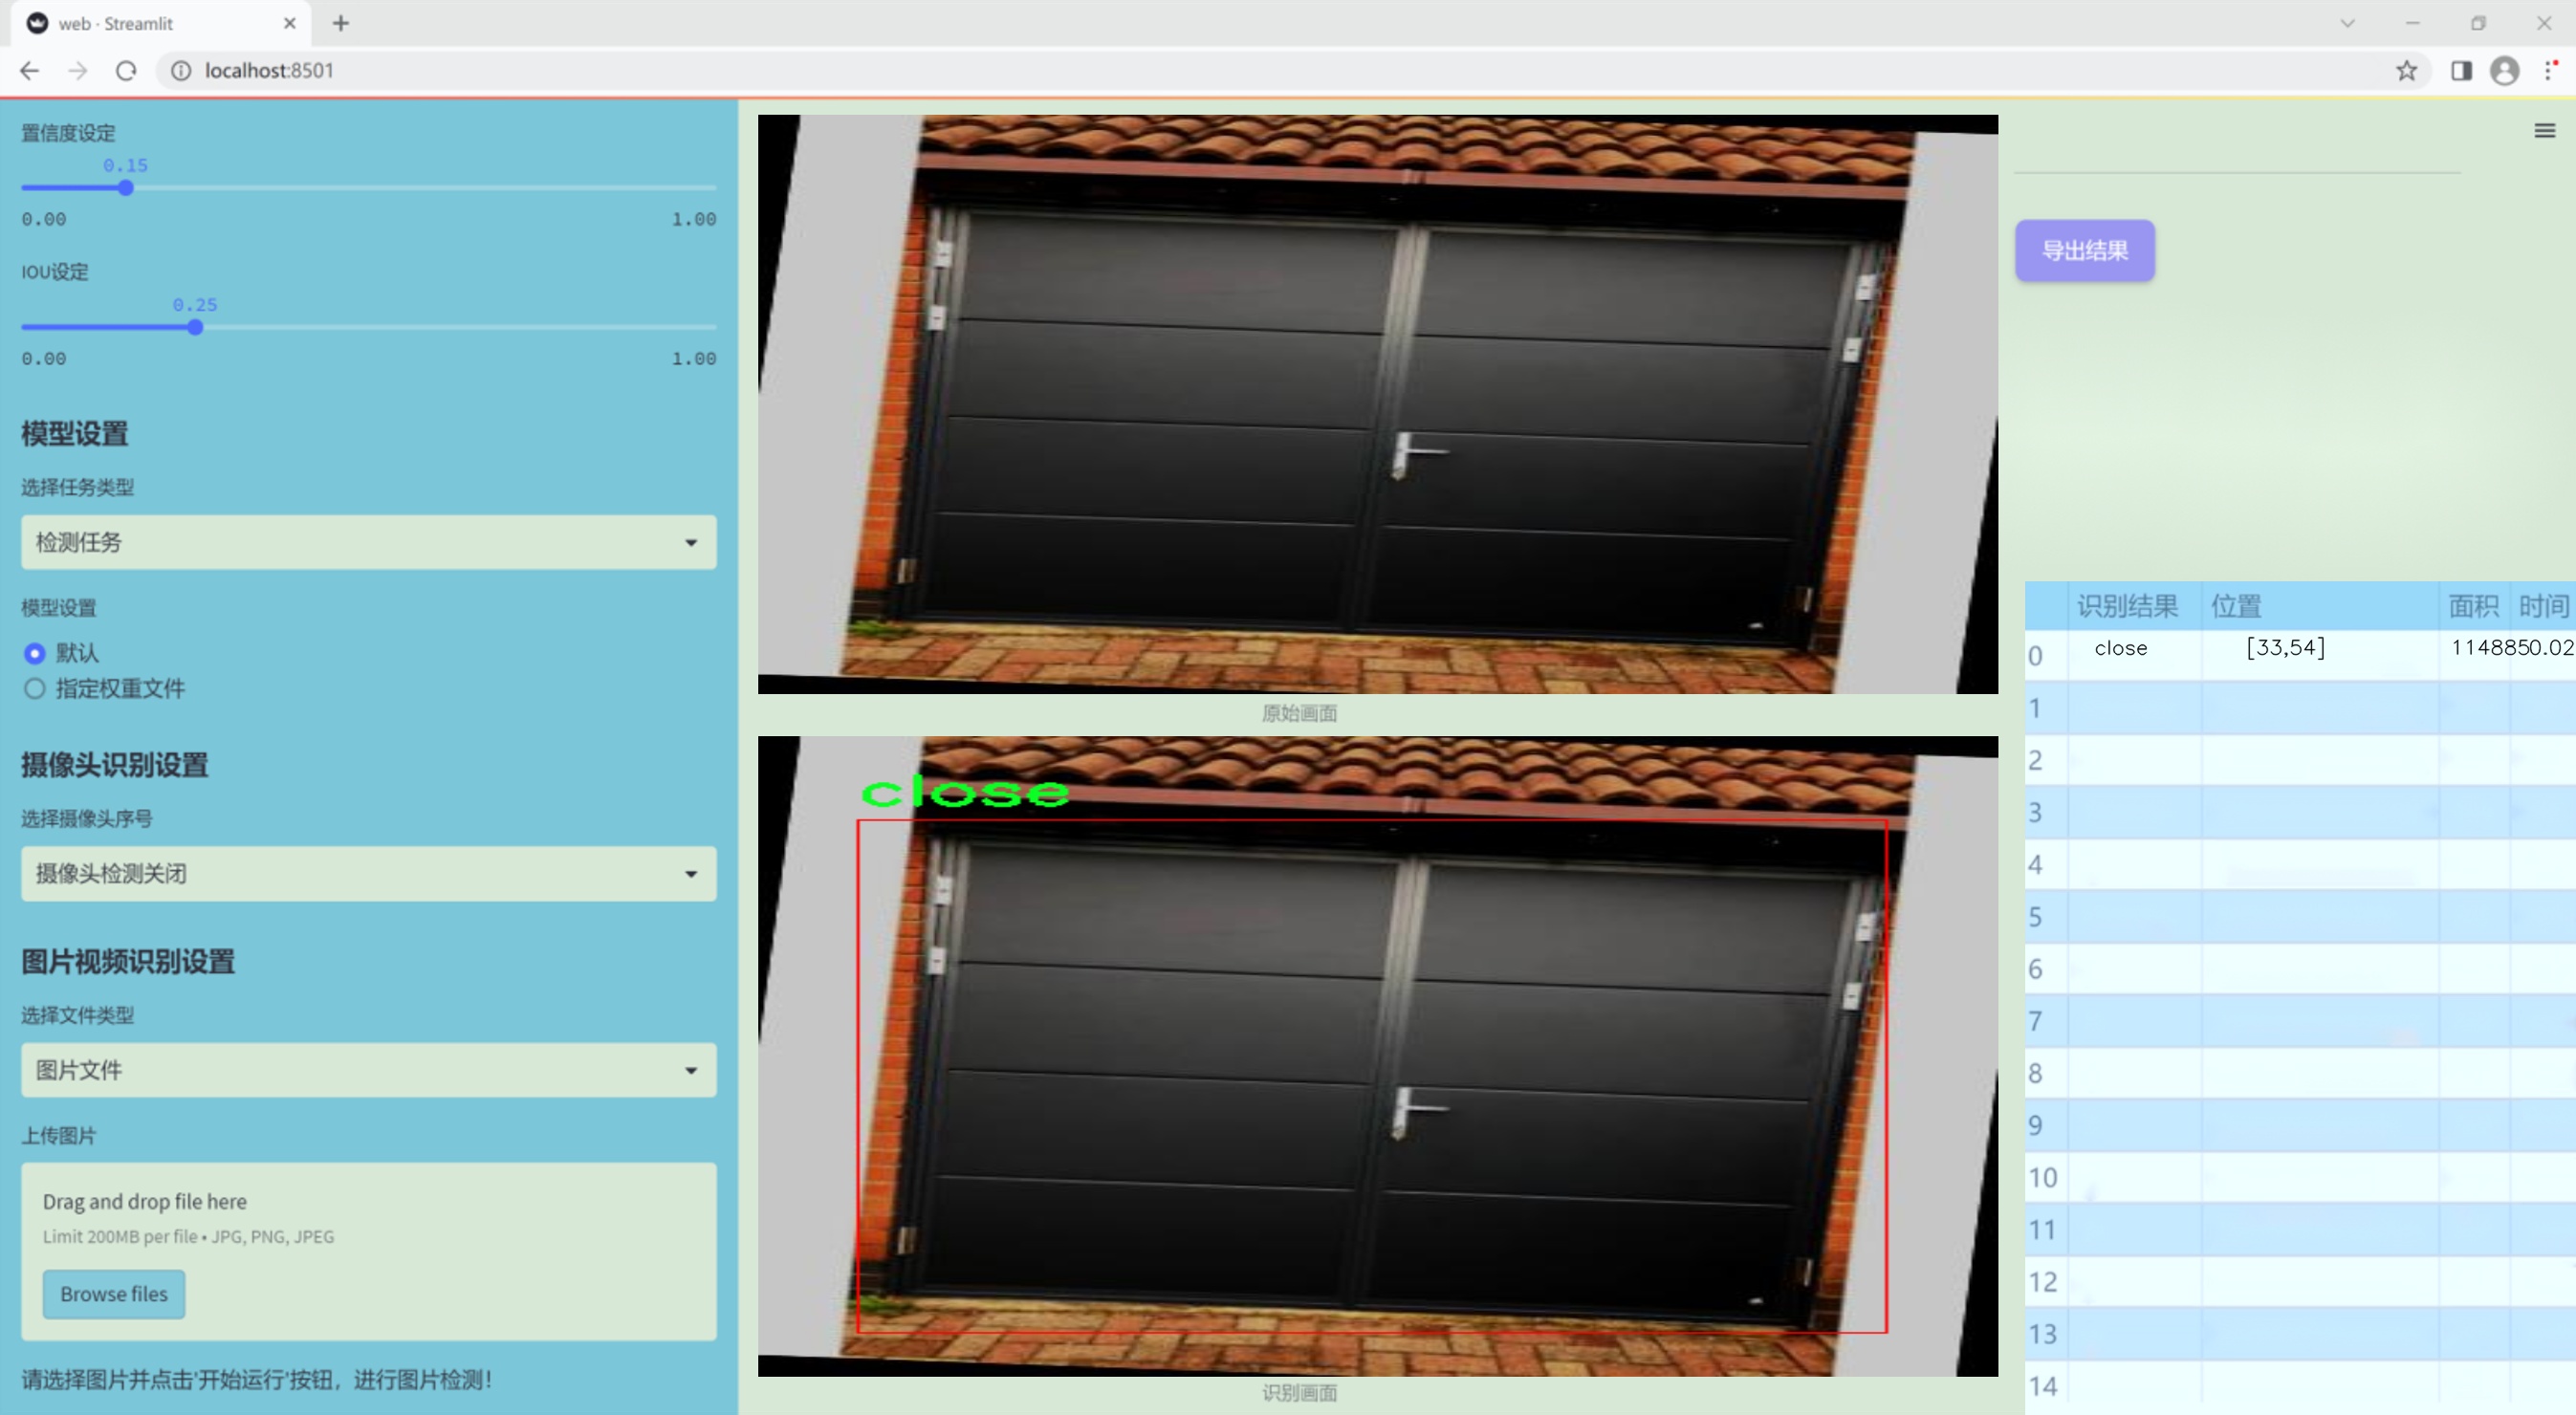 web · Streamlit
localhost:8501
置信度设定
0.15
0.00 1.00
IOU设定
0.25
0.00 1.00
模型设置
选择任务类型
检测任务
模型设置
默认
指定权重文件
摄像头识别设置
选择摄像头序号
摄像头检测关闭
图片视频识别设置
选择文件类型
图片文件
上传图片
Drag and drop file here
Limit 200MB per file • JPG, PNG, JPEG
Browse files
请选择图片并点击'开始运行'按钮，进行图片检测！
原始画面
close
识别画面
导出结果
识别结果 位置 面积 时间
0 close [33,54] 1148850.02
1
2
3
4
5
6
7
8
9
10
11
12
13
14